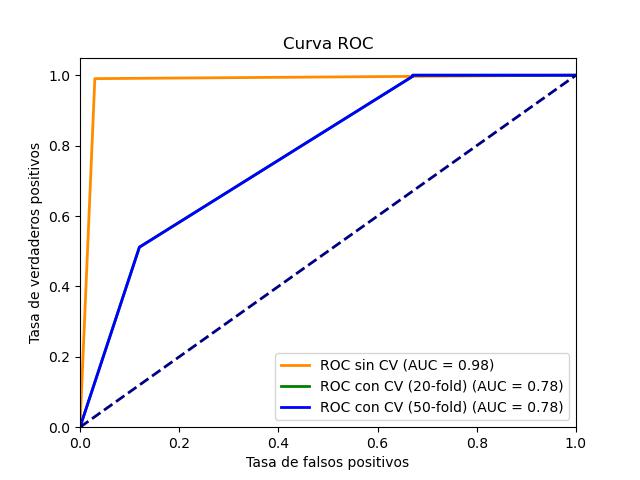 Curva ROC
1.0
0.8
0.6
0.4
0.2
0.0
Tasa de verdaderos positivos
ROC sin CV (AUC = 0.98)
ROC con CV (20-fold) (AUC = 0.78)
ROC con CV (50-fold) (AUC = 0.78)
0.0 0.2 0.4 0.6 0.8 1.0
Tasa de falsos positivos